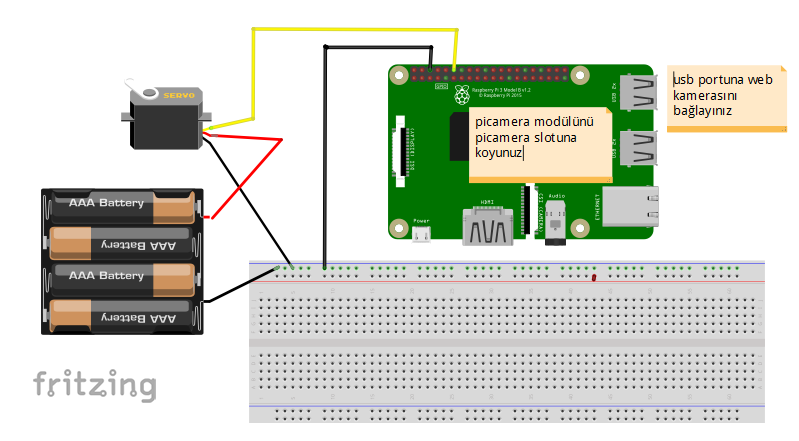 SERVO
AAA Battery
AAA Battery
AAA Battery
AAA Battery
GPIO
Raspberry Pi 3 Model B v1.2
© Raspberry Pi 2015
DSI (DISPLAY)
USB 2x
USB 2x
ETHERNET
Power
HDMI
CSI (CAMERA)
Audio
picamera modülünü
picamera slotuna
koyunuz
usb portuna web
kamerasını
bağlayınız
fritzing